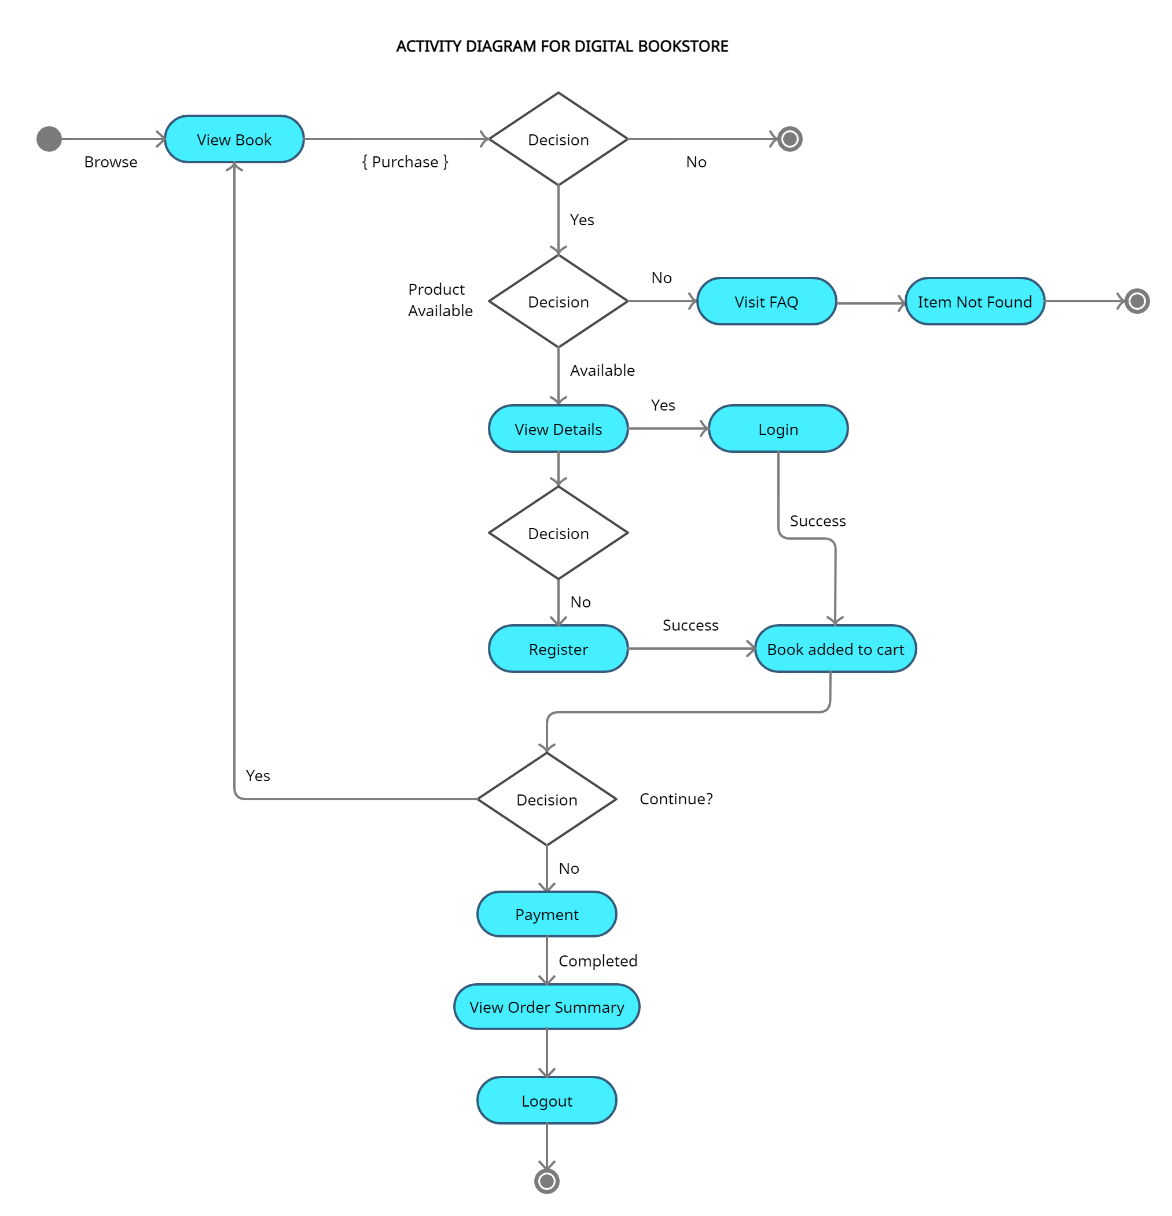 ACTIVITY DIAGRAM FOR DIGITAL BOOKSTORE
View Book
Decision
Browse
{ Purchase }
No
Yes
Product
Available
Decision
No
Visit FAQ
Item Not Found
Available
View Details
Yes
Login
Decision
Success
No
Register
Success
Book added to cart
Yes
Decision
Continue?
No
Payment
Completed
View Order Summary
Logout